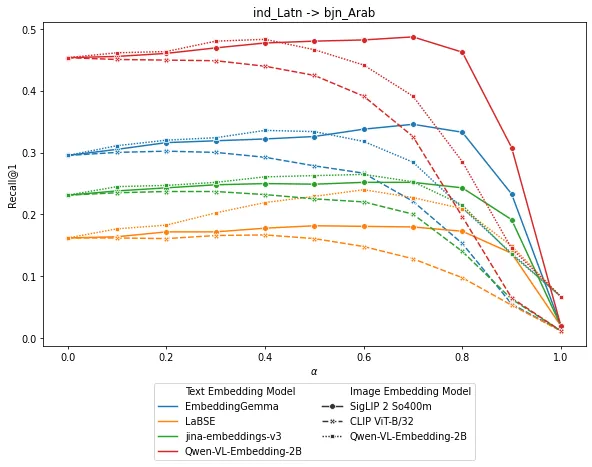 ind_Latn -> bjn_Arab
Recall@1
0.5
0.4
0.3
0.2
0.1
0.0
0.0 0.2 0.4 0.6 0.8 1.0
α
Text Embedding Model Image Embedding Model
EmbeddingGemma SigLIP 2 So400m
LaBSE CLIP ViT-B/32
jina-embeddings-v3 Qwen-VL-Embedding-2B
Qwen-VL-Embedding-2B